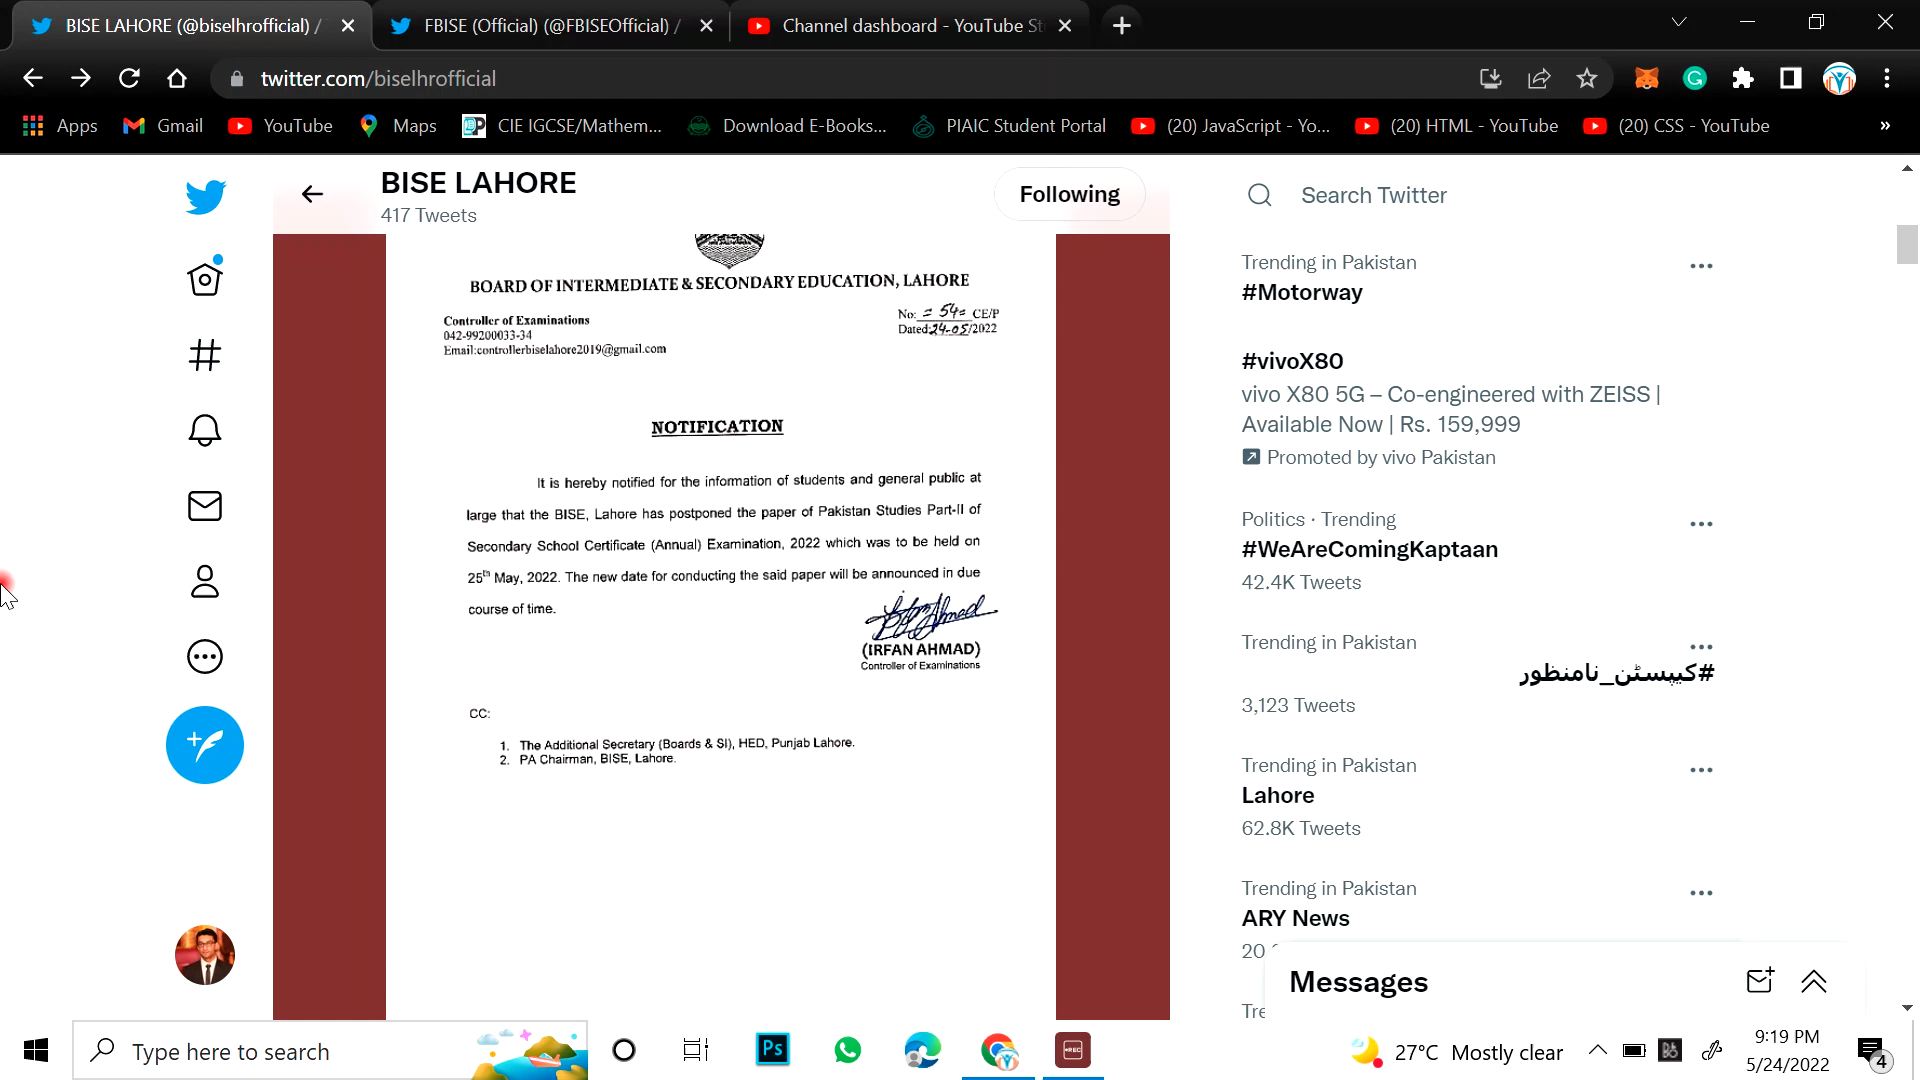 BISE LAHORE (@biselhrofficial) /
FBISE (Official) (@FBISEOfficial) /
Channel dashboard - YouTube St
twitter.com/biselhrofficial
Apps
Gmail
YouTube
Maps
CIE IGCSE/Mathem...
Download E-Books...
PIAIC Student Portal
(20) JavaScript - Yo...
(20) HTML - YouTube
(20) CSS - YouTube
»
BISE LAHORE
417 Tweets
Following
BOARD OF INTERMEDIATE & SECONDARY EDUCATION, LAHORE
Controller of Examinations
042-99200033-34
Email:controllerbiselahore2019@gmail.com
No: = 54= CE/P
Dated:24-05/2022
NOTIFICATION
It is hereby notified for the information of students and general public at
large that the BISE, Lahore has postponed the paper of Pakistan Studies Part-II of
Secondary School Certificate (Annual) Examination, 2022 which was to be held on
25th May, 2022. The new date for conducting the said paper will be announced in due
course of time.
(IRFAN AHMAD)
Controller of Examinations
CC:
1. The Additional Secretary (Boards & SI), HED, Punjab Lahore.
2. PA Chairman, BISE, Lahore.
Search Twitter
Trending in Pakistan
#Motorway
#vivoX80
vivo X80 5G – Co-engineered with ZEISS |
Available Now | Rs. 159,999
Promoted by vivo Pakistan
Politics · Trending
#WeAreComingKaptaan
42.4K Tweets
Trending in Pakistan
#کیپسٹن_نامنظور
3,123 Tweets
Trending in Pakistan
Lahore
62.8K Tweets
Trending in Pakistan
ARY News
20
Messages
Tre
Type here to search
Ps
REC
27°C Mostly clear
9:19 PM
5/24/2022
4